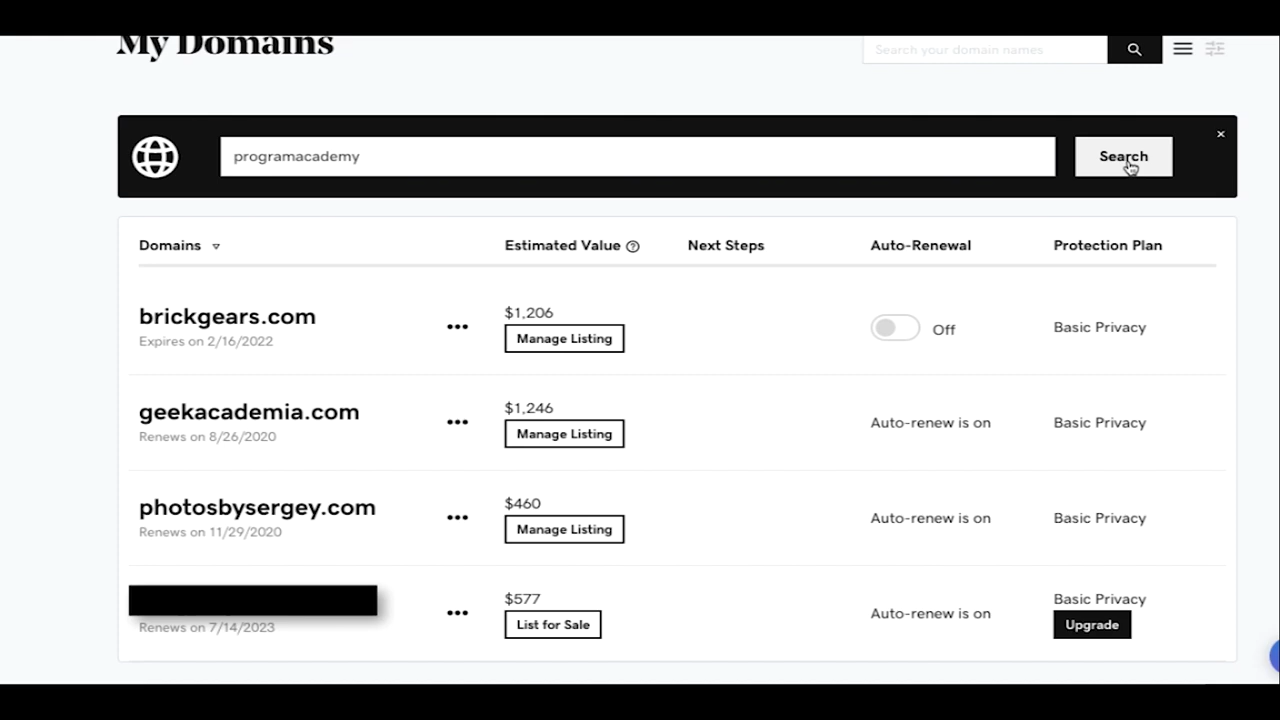 My Domains
Search your domain names
programacademy
Search
Domains Estimated Value Next Steps Auto-Renewal Protection Plan
brickgears.com
Expires on 2/16/2022
$1,206
Manage Listing
Off
Basic Privacy
geekacademia.com
Renews on 8/26/2020
$1,246
Manage Listing
Auto-renew is on
Basic Privacy
photosbysergey.com
Renews on 11/29/2020
$460
Manage Listing
Auto-renew is on
Basic Privacy
Renews on 7/14/2023
$577
List for Sale
Auto-renew is on
Basic Privacy
Upgrade